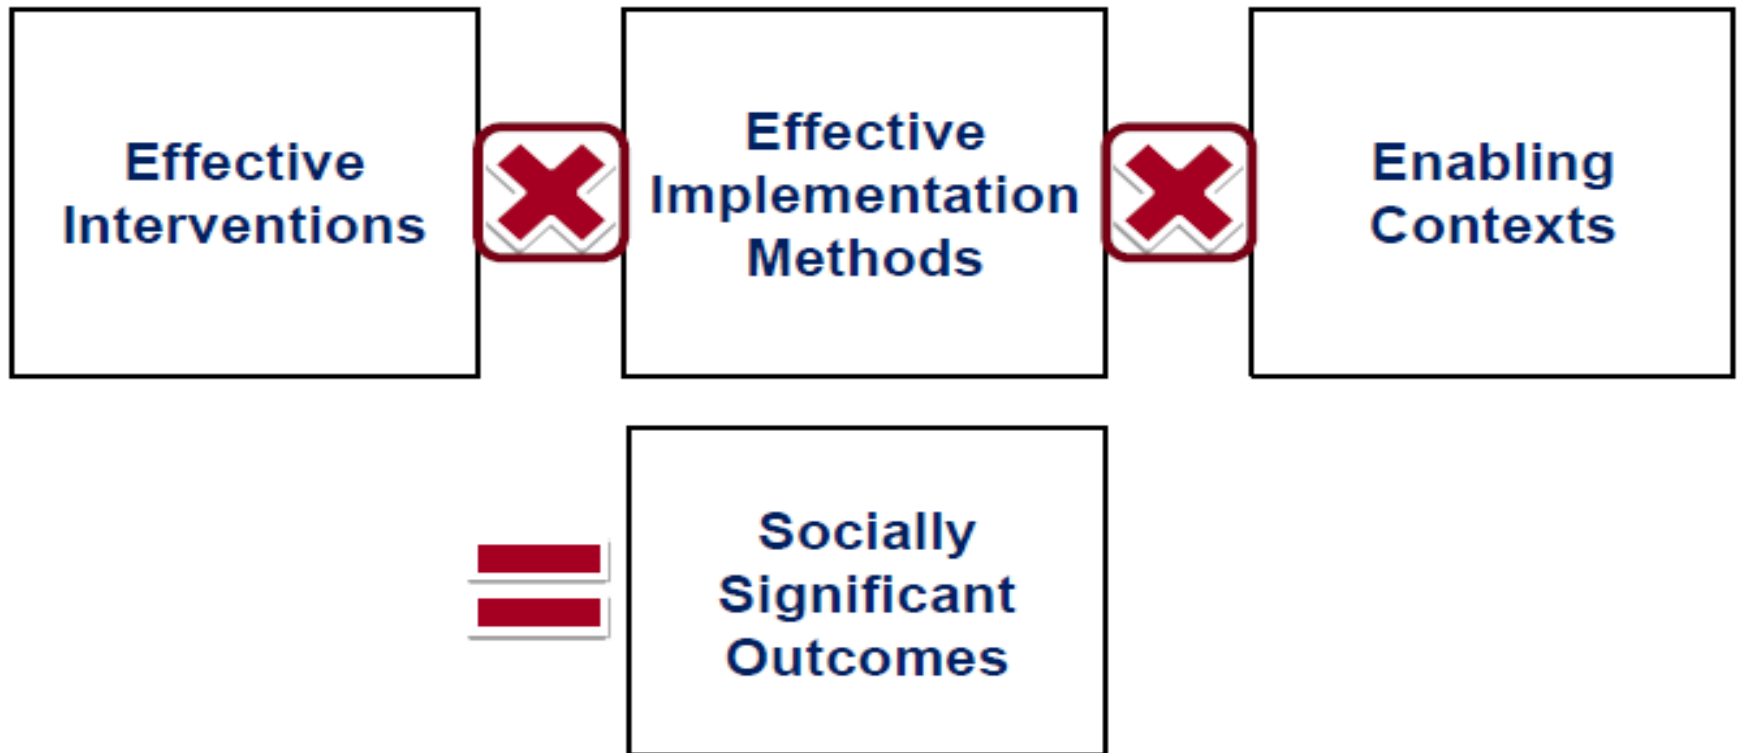 Effective
Interventions
Effective
Implementation
Methods
Enabling
Contexts
Socially
Significant
Outcomes